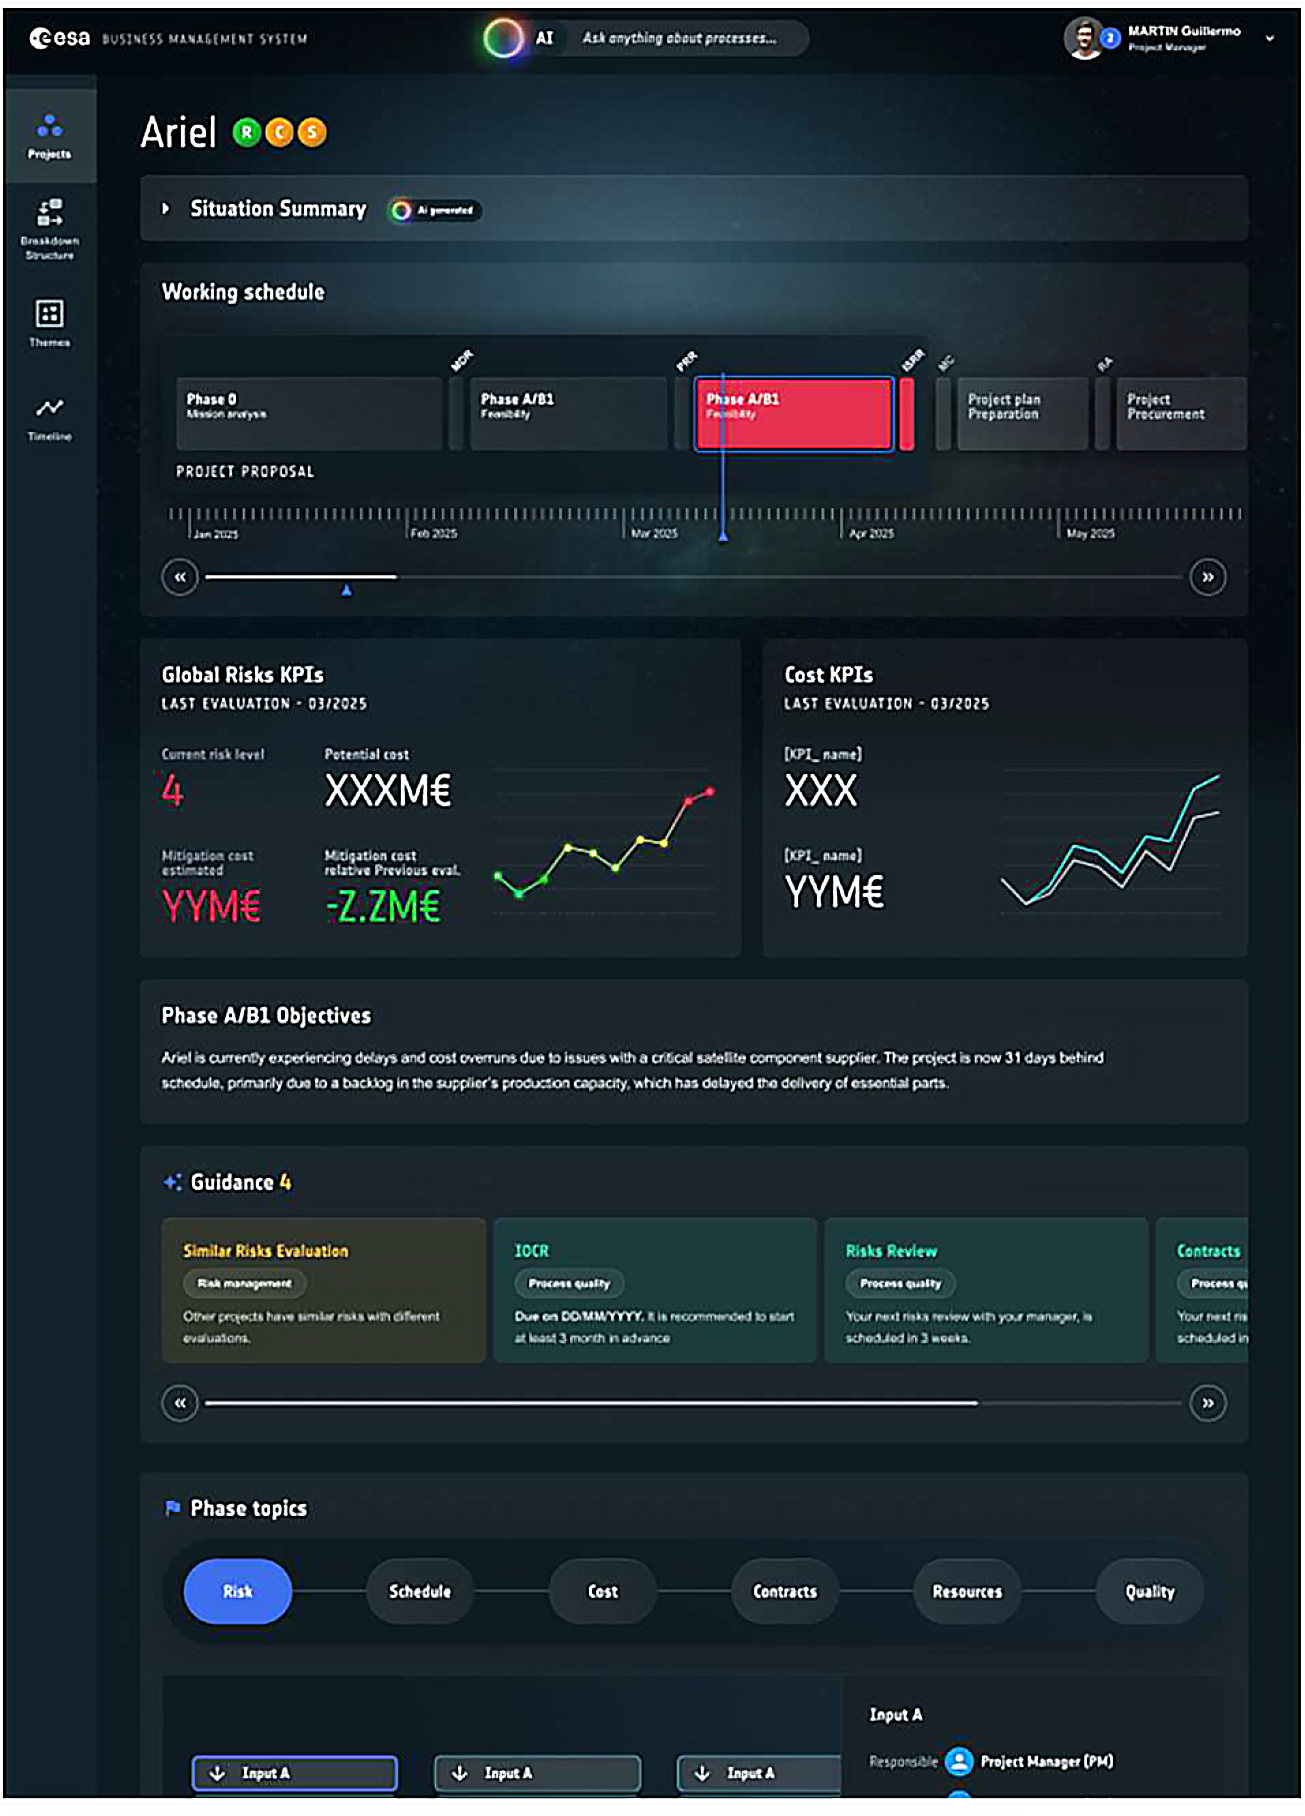 esa BUSINESS MANAGEMENT SYSTEM
AI
Ask anything about processes...
MARTIN Guillermo
2
Project Manager
Projects
Breakdown
Structure
Themes
Timeline
Ariel R C S
Situation Summary
Ai generated
Working schedule
MDR
PRR
ISRR
MC
RA
Phase 0
Mission analysis
Phase A/B1
Feasibility
Phase A/B1
Feasibility
Project plan
Preparation
Project
Procurement
PROJECT PROPOSAL
Jan 2025
Feb 2025
Mar 2025
Apr 2025
May 2025
Global Risks KPIs
LAST EVALUATION - 03/2025
Current risk level
4
Potential cost
XXXM€
Mitigation cost
estimated
YYM€
Mitigation cost
relative Previous eval.
-Z.ZM€
Cost KPIs
LAST EVALUATION - 03/2025
[KPI_ name]
XXX
[KPI_ name]
YYM€
Phase A/B1 Objectives
Ariel is currently experiencing delays and cost overruns due to issues with a critical satellite component supplier. The project is now 31 days behind
schedule, primarily due to a backlog in the supplier's production capacity, which has delayed the delivery of essential parts.
Guidance 4
Similar Risks Evaluation
Risk management
Other projects have similar risks with different
evaluations.
IOCR
Process quality
Due on DD/MM/YYYY. It is recommended to start
at least 3 month in advance
Risks Review
Process quality
Your next risks review with your manager, is
scheduled in 3 weeks.
Contracts
Process qu
Your next ris
scheduled in
Phase topics
Risk
Schedule
Cost
Contracts
Resources
Quality
Input A
Input A
Input A
Input A
Responsible
Project Manager (PM)